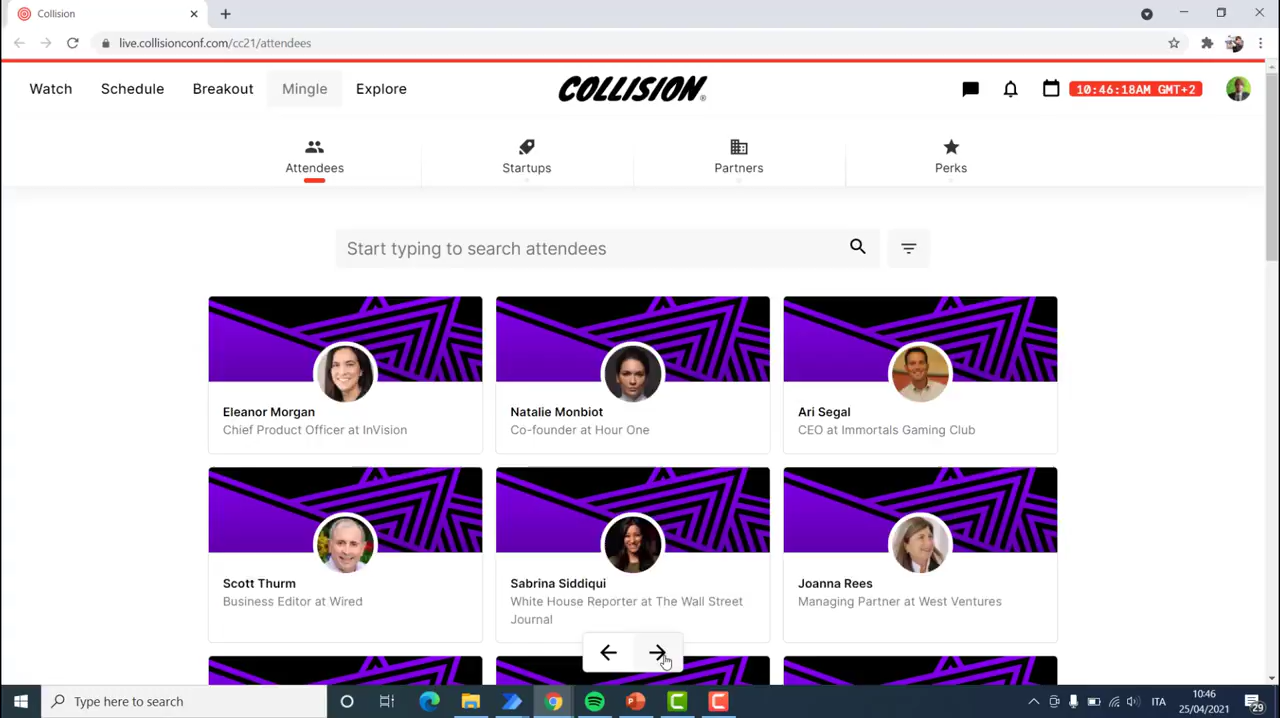 Collision
live.collisionconf.com/cc21/attendees
Watch
Schedule
Breakout
Mingle
Explore
COLLISION
10:46:18AM GMT+2
Attendees
Startups
Partners
Perks
Start typing to search attendees
Eleanor Morgan
Chief Product Officer at InVision
Natalie Monbiot
Co-founder at Hour One
Ari Segal
CEO at Immortals Gaming Club
Scott Thurm
Business Editor at Wired
Sabrina Siddiqui
White House Reporter at The Wall Street
Journal
Joanna Rees
Managing Partner at West Ventures
Type here to search
ITA
10:46
25/04/2021
29